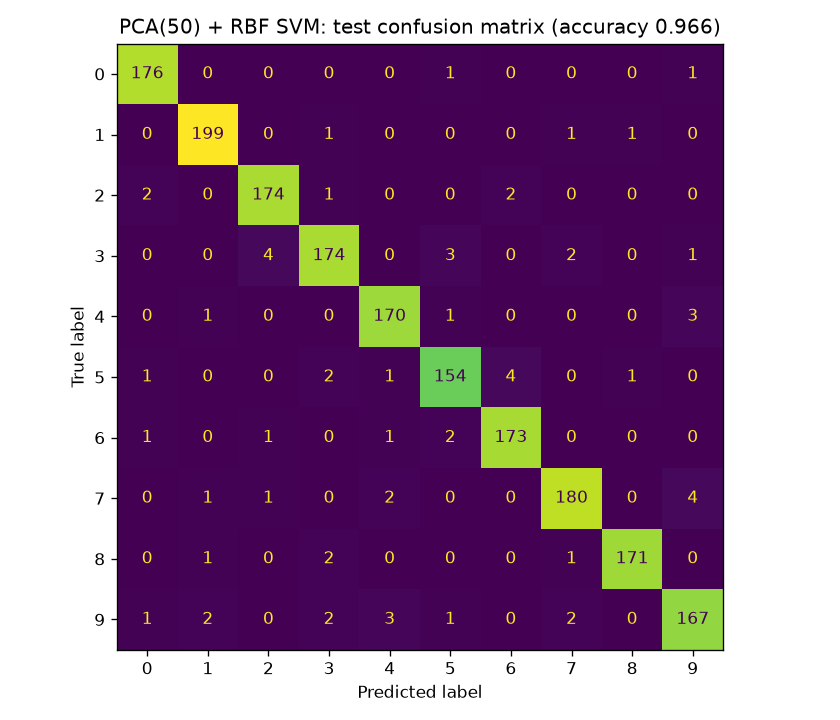 PCA(50) + RBF SVM: test confusion matrix (accuracy 0.966)
0 176 0 0 0 0 1 0 0 0 1
1 0 199 0 1 0 0 0 1 1 0
2 2 0 174 1 0 0 2 0 0 0
3 0 0 4 174 0 3 0 2 0 1
4 0 1 0 0 170 1 0 0 0 3
5 1 0 0 2 1 154 4 0 1 0
6 1 0 1 0 1 2 173 0 0 0
7 0 1 1 0 2 0 0 180 0 4
8 0 1 0 2 0 0 0 1 171 0
9 1 2 0 2 3 1 0 2 0 167
0 1 2 3 4 5 6 7 8 9
True label
Predicted label